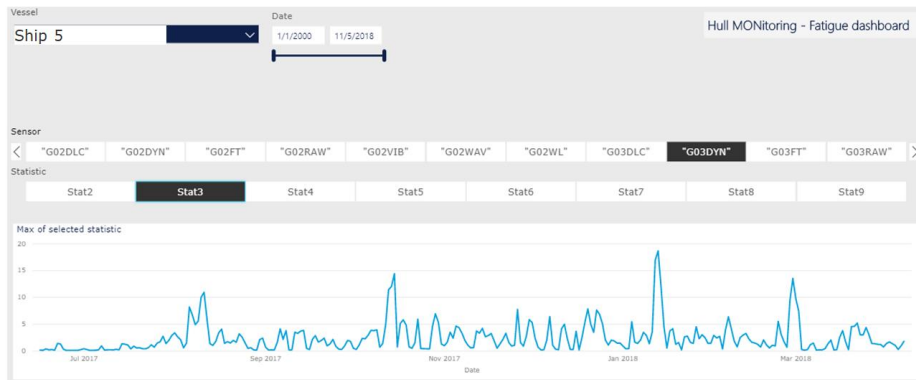 Vessel
Ship 5
Date
1/1/2000 11/5/2018
Hull MONitoring - Fatigue dashboard
Sensor
< "G02DLC" "G02DYN" "G02FT" "G02RAW" "G02VIB" "G02WAV" "G02WL" "G03DLC" "G03DYN" "G03FT" "G03RAW" >
Statistic
Stat2 Stat3 Stat4 Stat5 Stat6 Stat7 Stat8 Stat9
Max of selected statistic
20
15
10
5
0
Jul 2017 Sep 2017 Nov 2017 Jan 2018 Mar 2018
Date